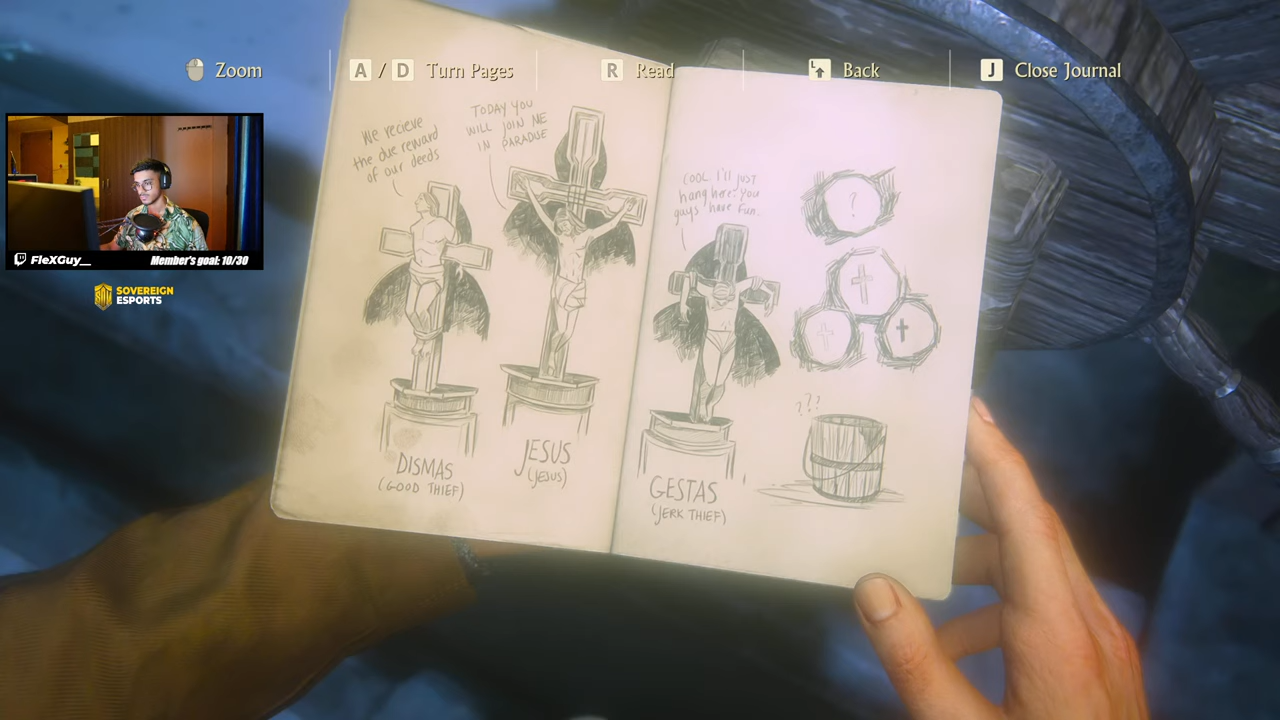 Zoom
A / D Turn Pages
R Read
L Back
J Close Journal
We recieve
the due reward
of our deeds
TODAY YOU
WILL JOIN ME
IN PARADISE
COOL I'll JUST
hang here. You
guys have fun.
?
???
DISMAS
(GOOD THIEF)
JESUS
(JESUS)
GESTAS
(JERK THIEF)
FleXGuy__
Member's goal: 10/30
SOVEREIGN
ESPORTS